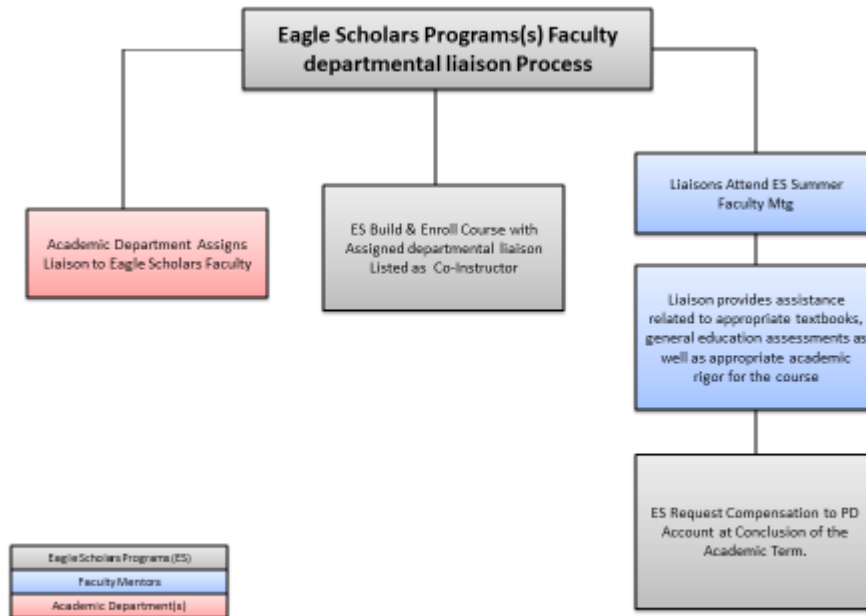 Eagle Scholars Programs(s) Faculty
departmental liaison Process
Liaisons Attend ES Summer
Faculty Mtg
Academic Department Assigns
Liaison to Eagle Scholars Faculty
ES Build & Enroll Course with
Assigned departmental liaison
Listed as Co-Instructor
Liaison provides assistance
related to appropriate textbooks,
general education assessments as
well as appropriate academic
rigor for the course
ES Request Compensation to PD
Account at Conclusion of the
Academic Term.
Eagle Scholars Programs (ES)
Faculty Mentors
Academic Department(s)